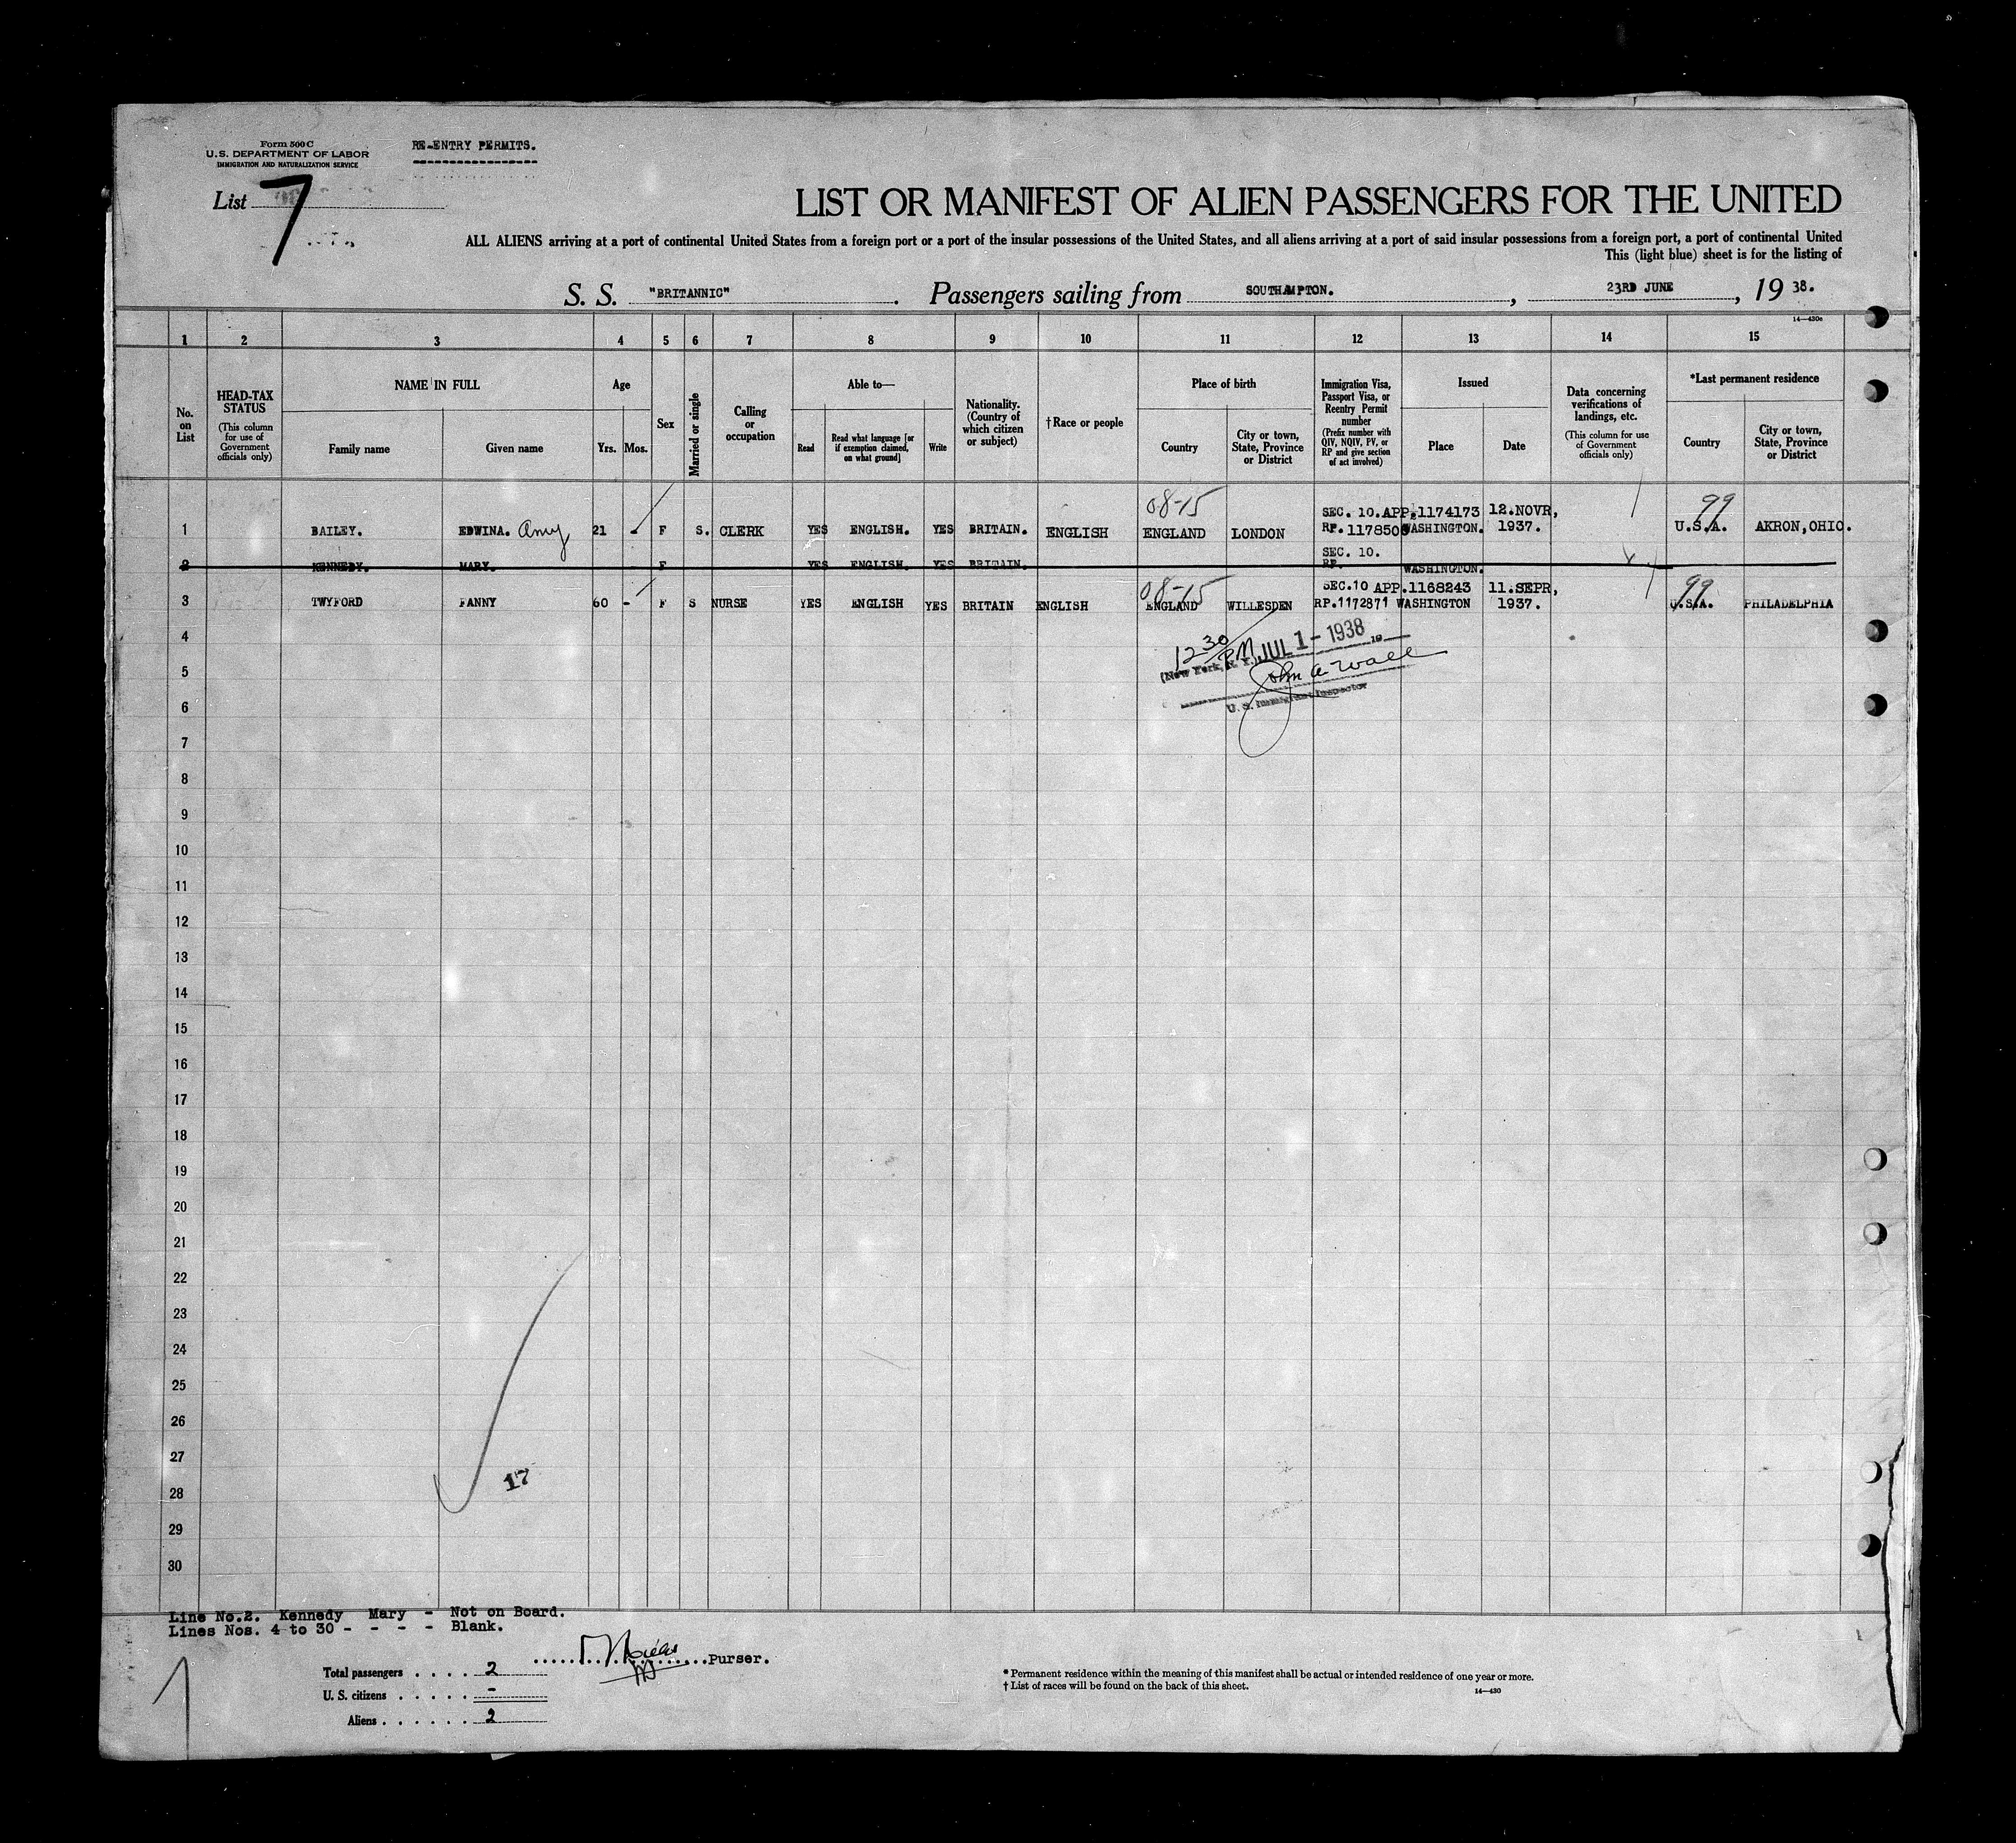 Form 500 C
U. S. DEPARTMENT OF LABOR
IMMIGRATION AND NATURALIZATION SERVICE
RE-ENTRY PERMITS.
List 7
LIST OR MANIFEST OF ALIEN PASSENGERS FOR THE UNITED
ALL ALIENS arriving at a port of continental United States from a foreign port or a port of the insular possessions of the United States, and all aliens arriving at a port of said insular possessions from a foreign port, a port of continental United
This (light blue) sheet is for the listing of
S. S. "BRITANNIC" . Passengers sailing from SOUTHAMPTON. , 23RD JUNE , 19 38.
14—430c
1 2 3 4 5 6 7 8 9 10 11 12 13 14 15
No. on List
HEAD-TAX STATUS
(This column for use of Government officials only)
NAME IN FULL
Family name
Given name
Age
Yrs. Mos.
Sex
Married or single
Calling or occupation
Able to—
Read
Read what language [or if exemption claimed, on what ground]
Write
Nationality. (Country of which citizen or subject)
† Race or people
Place of birth
Country
City or town, State, Province or District
Immigration Visa, Passport Visa, or Reentry Permit number
(Prefix number with QIV, NQIV, PV, or RP and give section of act involved)
Issued
Place
Date
Data concerning verifications of landings, etc.
(This column for use of Government officials only)
*Last permanent residence
Country
City or town, State, Province or District
08-15
99
SEC. 10.APP.1174173 12.NOVR,
1 BAILEY. EDWINA. Amy 21 - F S. CLERK YES ENGLISH. YES BRITAIN. ENGLISH ENGLAND LONDON RP. 117850 WASHINGTON. 1937. U.S.A. AKRON,OHIO.
SEC. 10.
2 KENNEDY. MARY. F YES ENGLISH. YES BRITAIN. RP. WASHINGTON.
08-15
99
SEC.10 APP.1168243 11.SEPR,
3 TWYFORD FANNY 60 - F S NURSE YES ENGLISH YES BRITAIN ENGLISH ENGLAND WILLESDEN RP.1172871 WASHINGTON 1937. U.S.A. PHILADELPHIA
4
12 30 PM JUL 1 - 1938 19
5
(New York, N. Y.)
John A. Wall
6
U. S. Immigrant Inspector
7
8
9
10
11
12
13
14
15
16
17
18
19
20
21
22
23
24
25
26
27
17
28
29
30
Line No.2. Kennedy Mary - Not on Board.
Lines Nos. 4 to 30 - - - - Blank.
Purser.
Total passengers . . . . 2
U. S. citizens . . . . . -
Aliens . . . . . . 2
* Permanent residence within the meaning of this manifest shall be actual or intended residence of one year or more.
† List of races will be found on the back of this sheet.
14—430